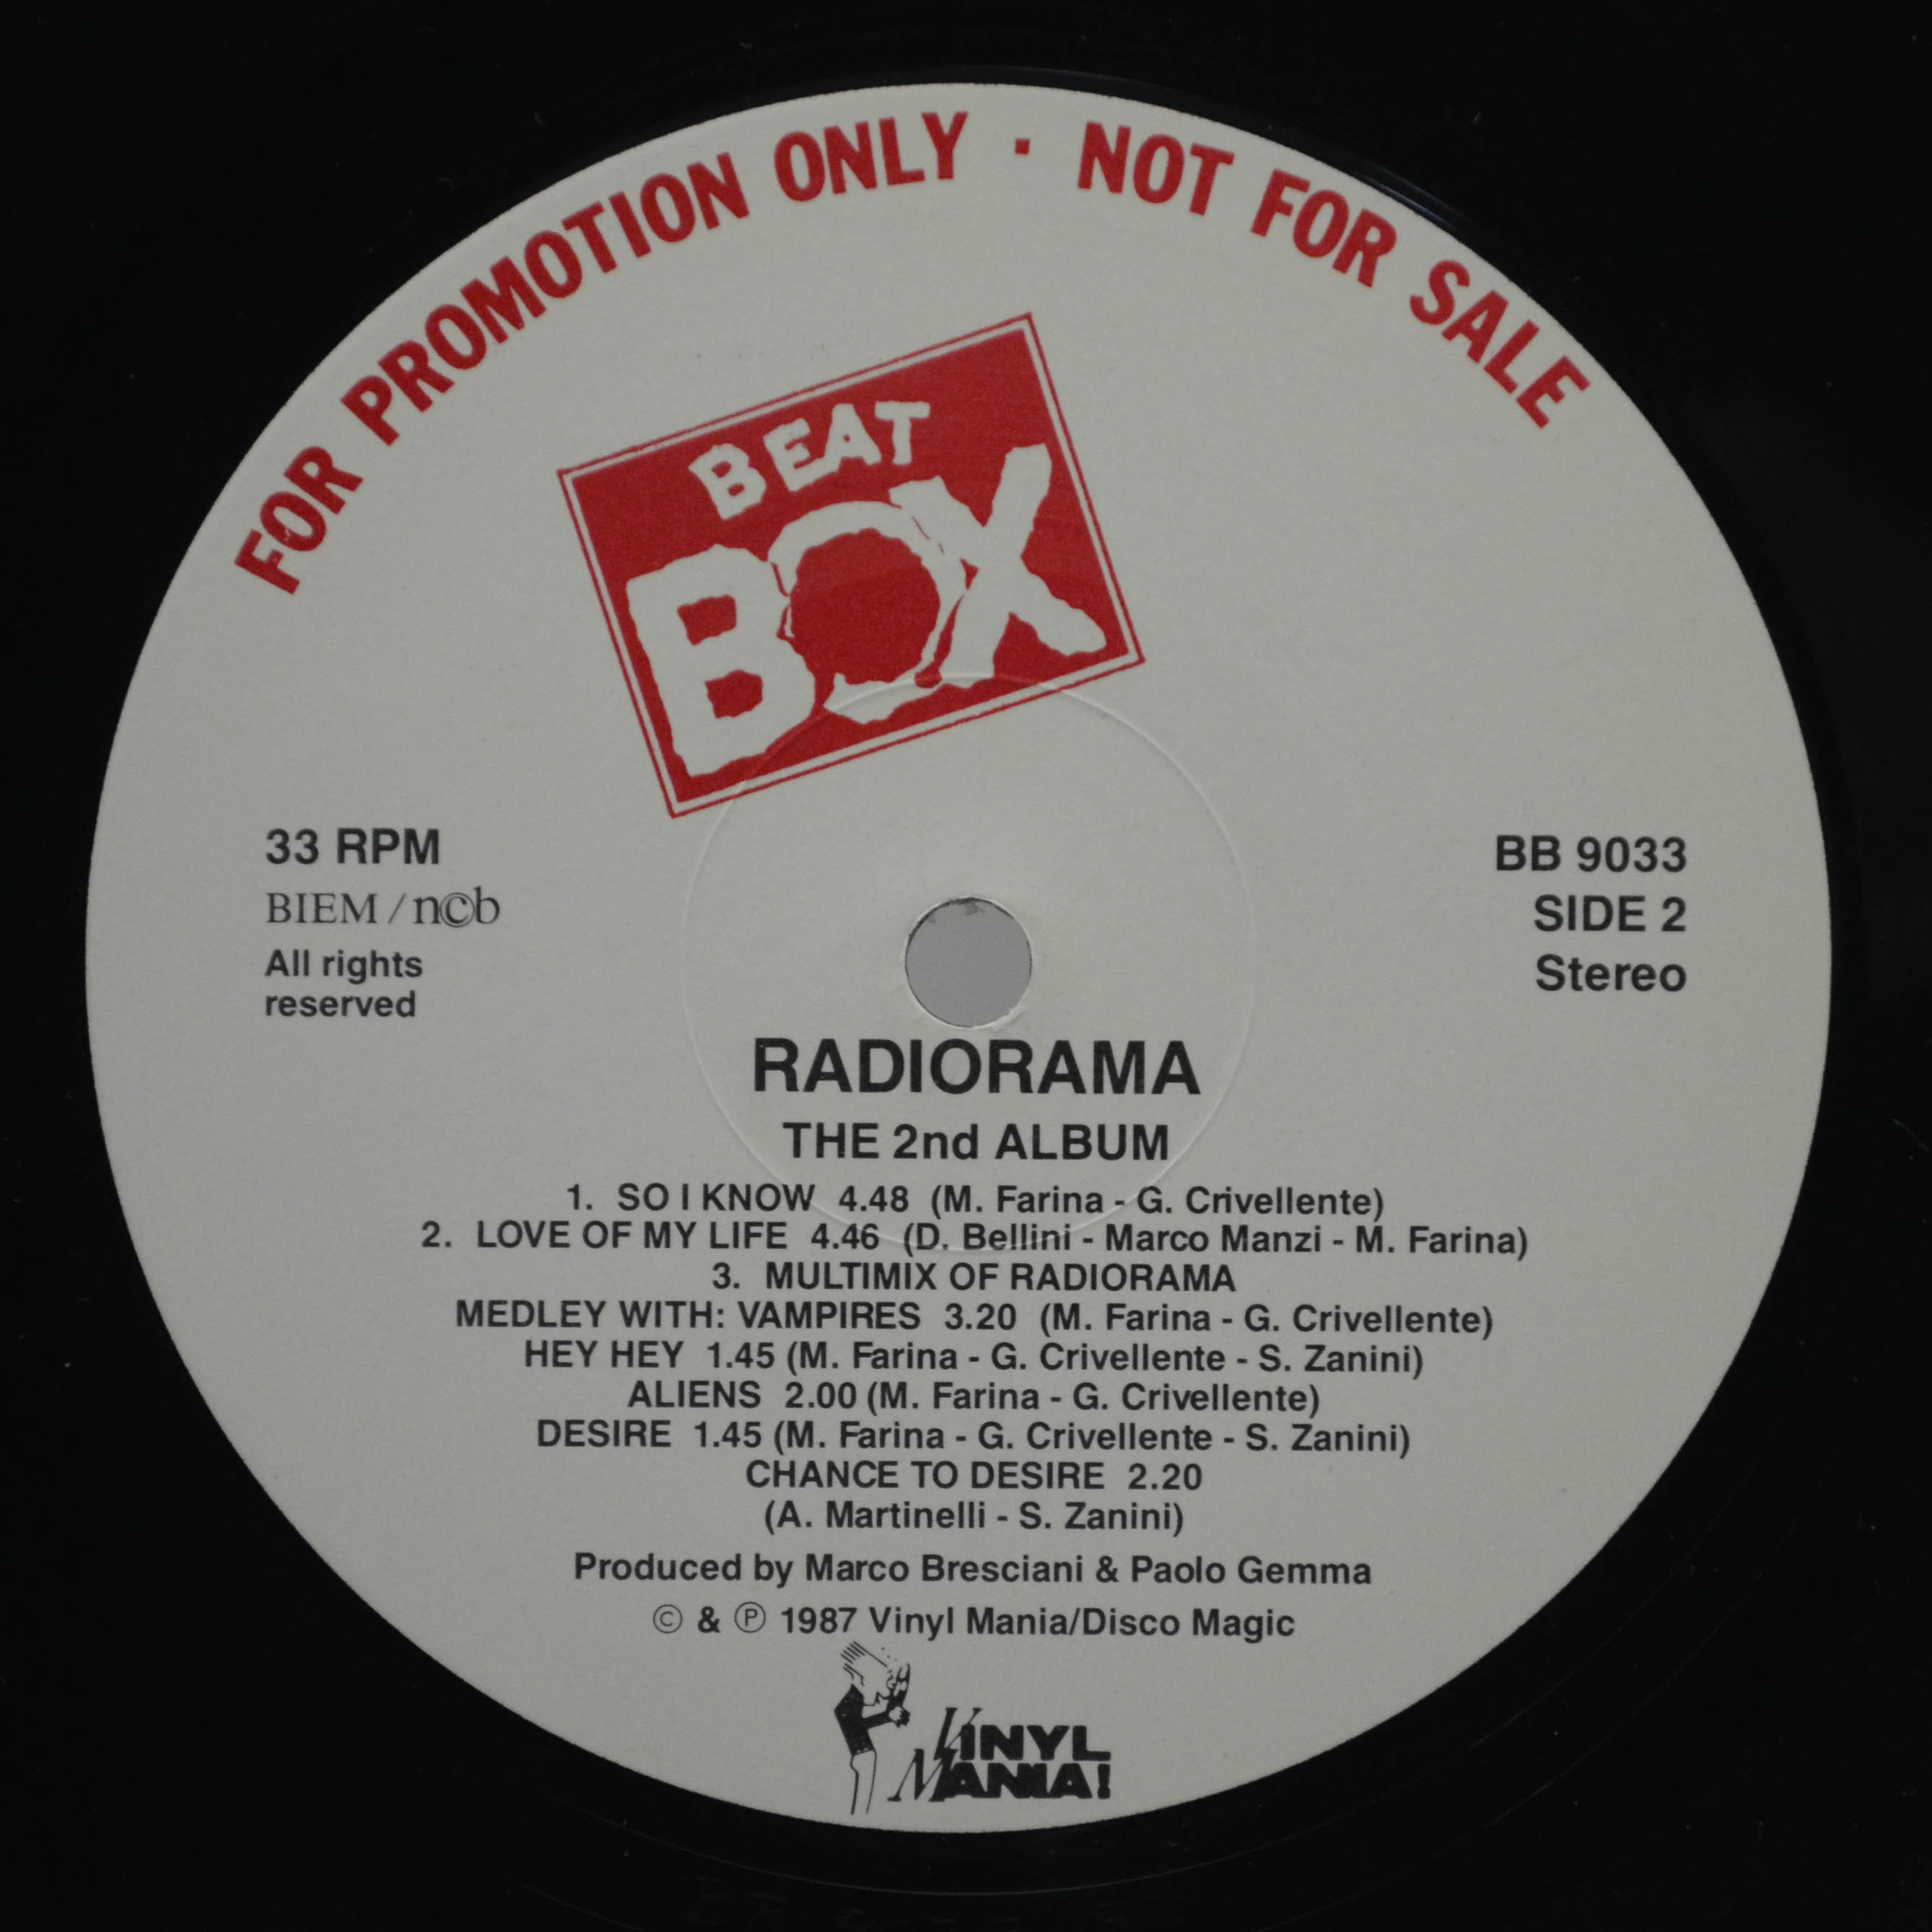 FOR PROMOTION ONLY · NOT FOR SALE
BEAT
BOX
33 RPM
BIEM / n©b
All rights
reserved
BB 9033
SIDE 2
Stereo
RADIORAMA
THE 2nd ALBUM
1. SO I KNOW 4.48 (M. Farina - G. Crivellente)
2. LOVE OF MY LIFE 4.46 (D. Bellini - Marco Manzi - M. Farina)
3. MULTIMIX OF RADIORAMA
MEDLEY WITH: VAMPIRES 3.20 (M. Farina - G. Crivellente)
HEY HEY 1.45 (M. Farina - G. Crivellente - S. Zanini)
ALIENS 2.00 (M. Farina - G. Crivellente)
DESIRE 1.45 (M. Farina - G. Crivellente - S. Zanini)
CHANCE TO DESIRE 2.20
(A. Martinelli - S. Zanini)
Produced by Marco Bresciani & Paolo Gemma
© & ℗ 1987 Vinyl Mania/Disco Magic
VINYL
MANIA!